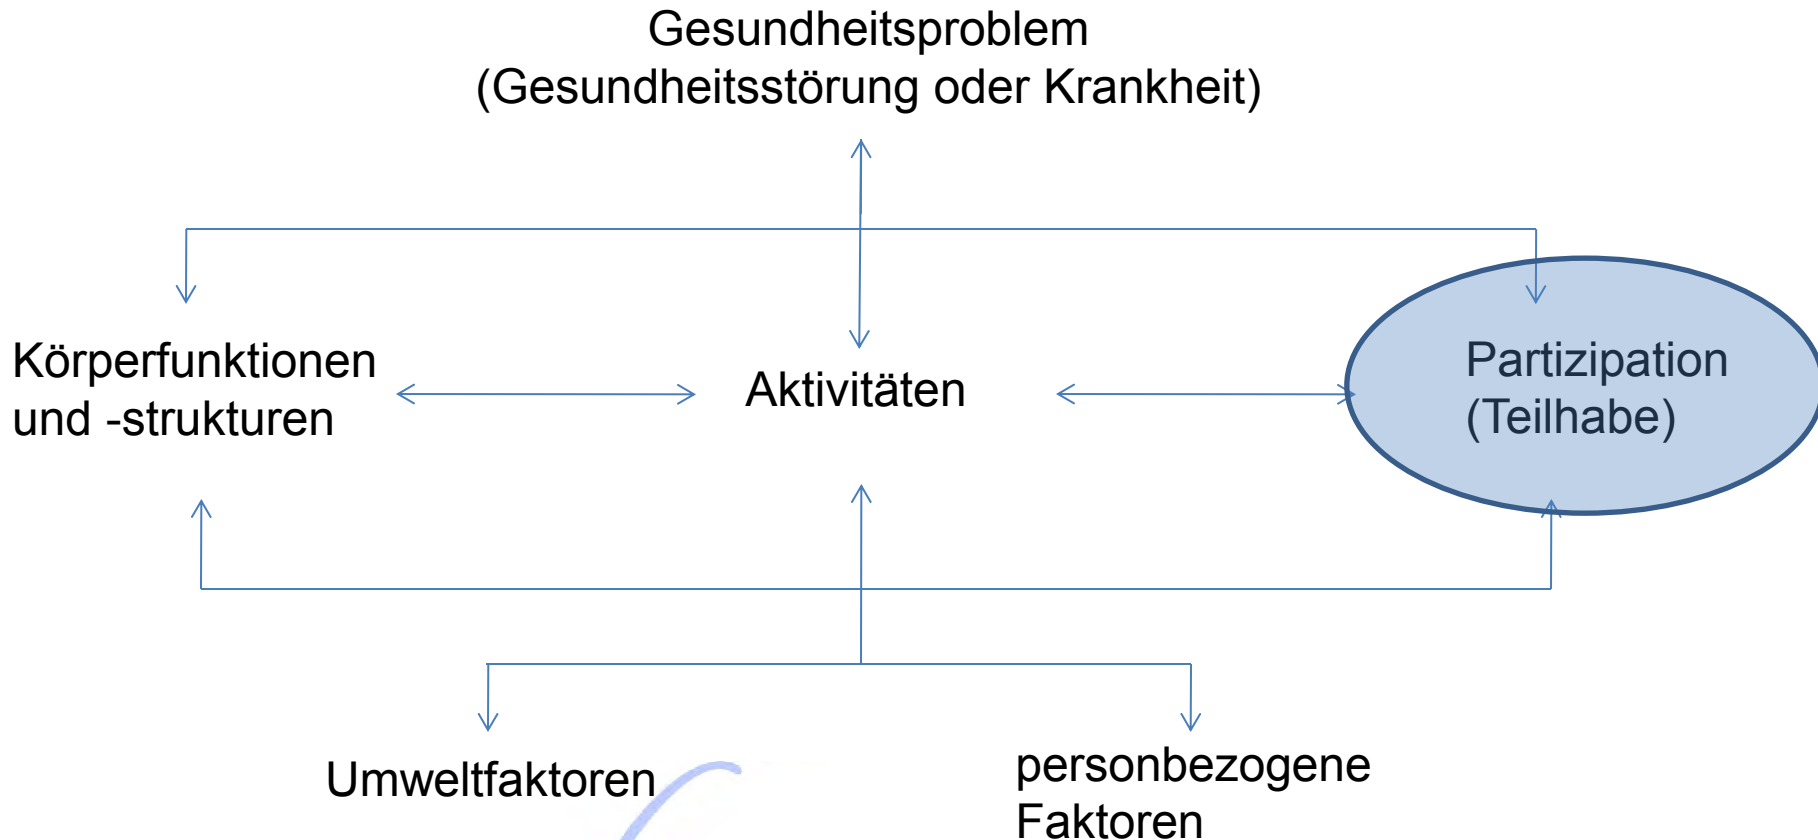 Gesundheitsproblem
(Gesundheitsstörung oder Krankheit)
Körperfunktionen
und -strukturen
Aktivitäten
Partizipation
(Teilhabe)
Umweltfaktoren
personbezogene
Faktoren